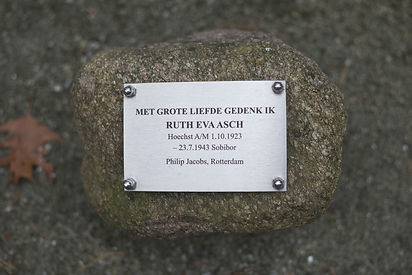 MET GROTE LIEFDE GEDENK IK
RUTH EVA ASCH
Hoechst A/M 1.10.1923
– 23.7.1943 Sobibor
Philip Jacobs, Rotterdam